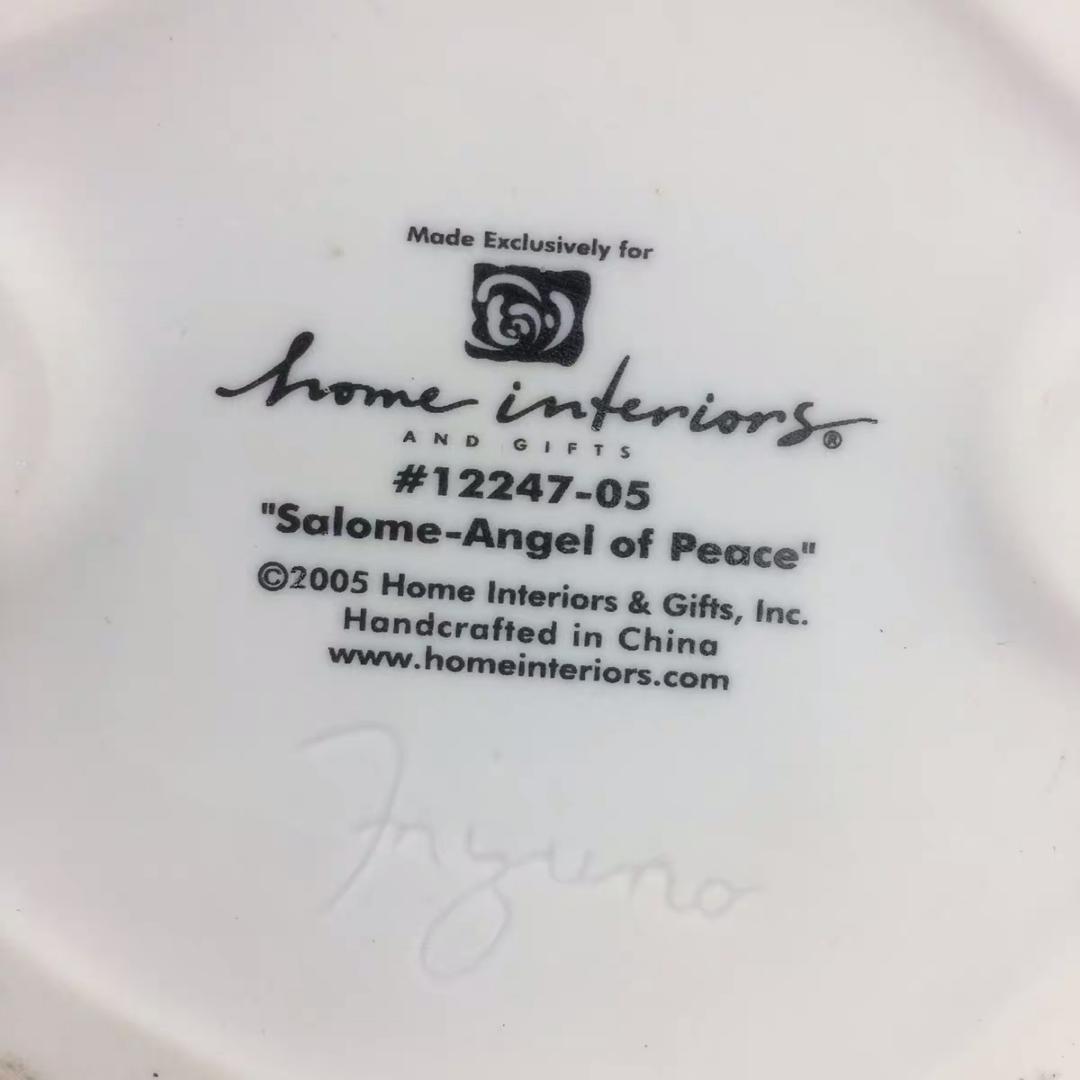 Made Exclusively for
home interiors®
AND GIFTS
#12247-05
"Salome-Angel of Peace"
©2005 Home Interiors & Gifts, Inc.
Handcrafted in China
www.homeinteriors.com